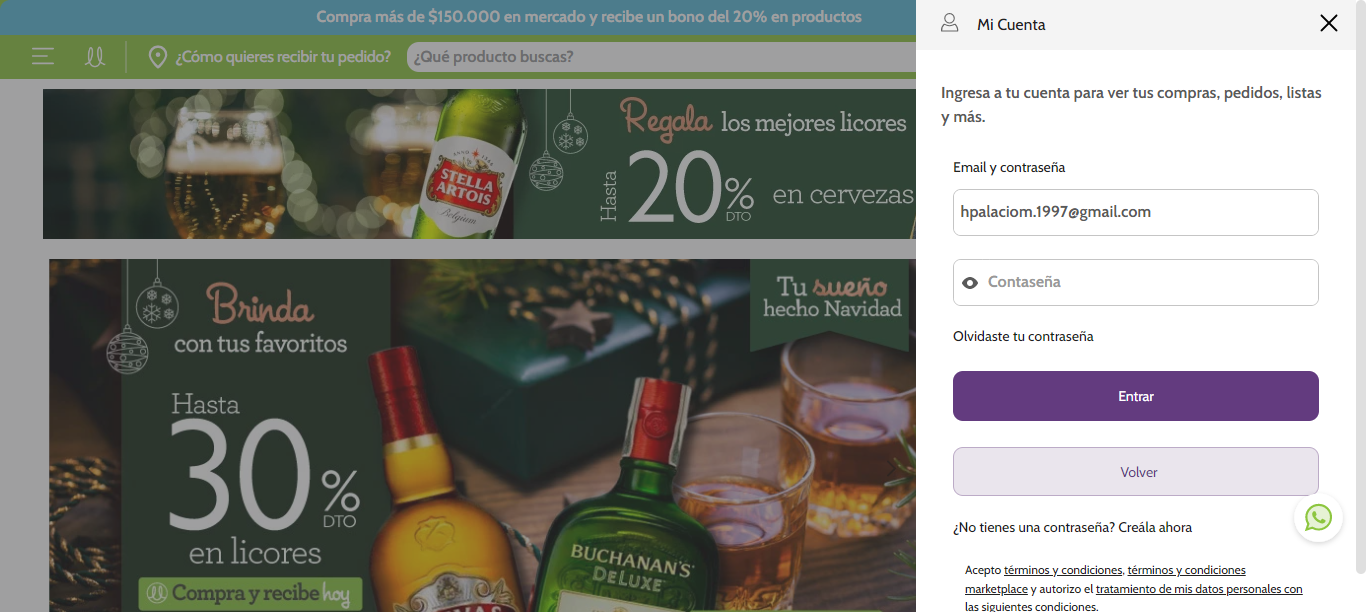 Compra más de $150.000 en mercado y recibe un bono del 20% en productos
¿Cómo quieres recibir tu pedido?
¿Qué producto buscas?
Regala los mejores licores
Hasta 20% DTO en cervezas
STELLA
ARTOIS
Belgium
Brinda
con tus favoritos
Hasta
30% DTO
en licores
Compra y recibe hoy
Tu sueño
hecho Navidad
BUCHANAN'S
DELUXE
Mi Cuenta
Ingresa a tu cuenta para ver tus compras, pedidos, listas
y más.
Email y contraseña
hpalaciom.1997@gmail.com
Contaseña
Olvidaste tu contraseña
Entrar
Volver
¿No tienes una contraseña? Creála ahora
Acepto términos y condiciones, términos y condiciones
marketplace y autorizo el tratamiento de mis datos personales con
las siguientes condiciones.